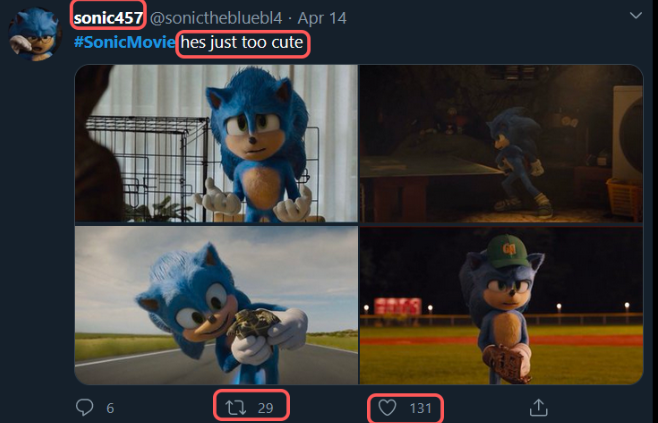 sonic457 @sonicthebluebl4 · Apr 14
#SonicMovie hes just too cute
6 29 131